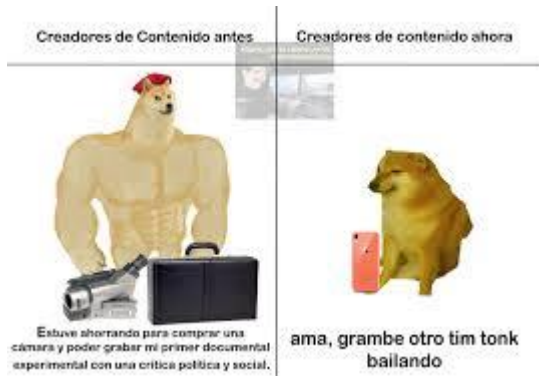 Creadores de Contenido antes
Creadores de contenido ahora
Estuve ahorrando para comprar una
cámara y poder grabar mi primer documental
experimental con una crítica política y social.
ama, grambe otro tim tonk
bailando